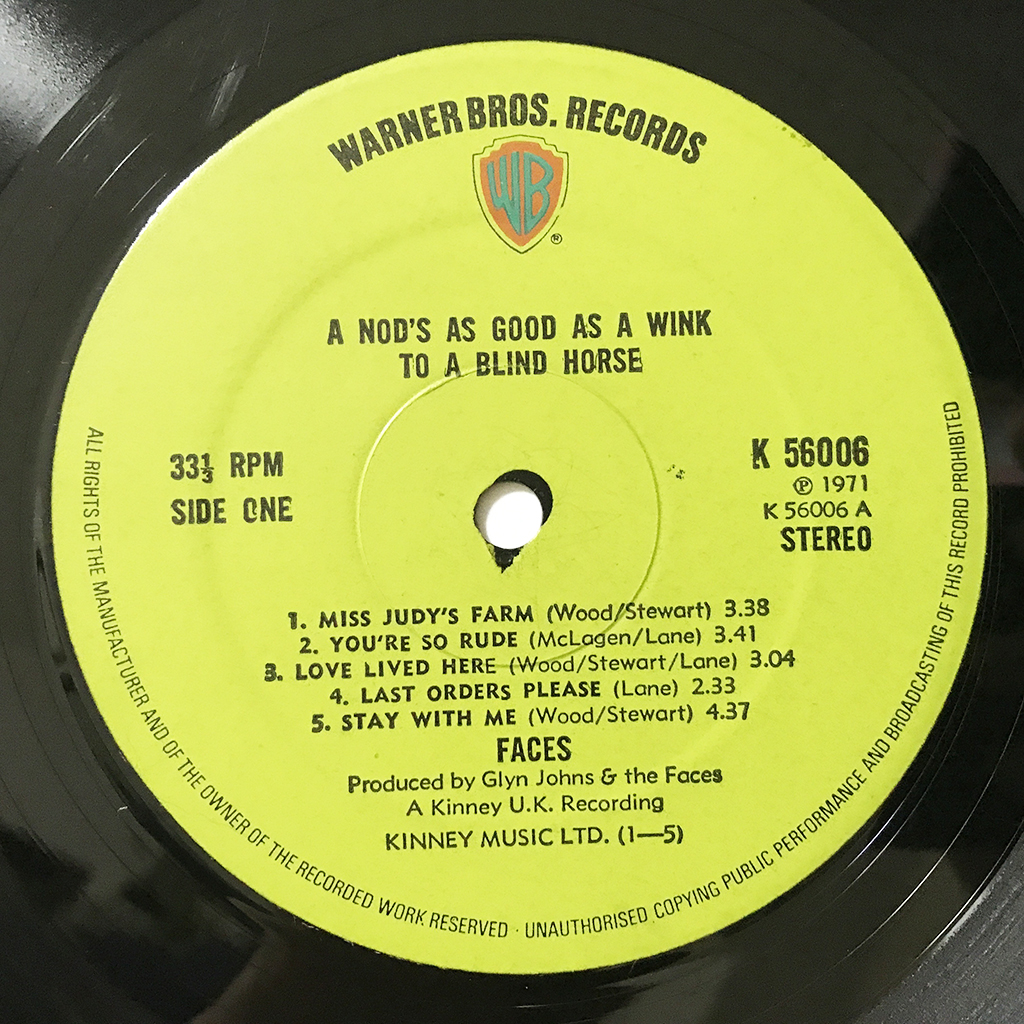 WARNER BROS. RECORDS
WB
®
A NOD'S AS GOOD AS A WINK
TO A BLIND HORSE
33⅓ RPM
SIDE ONE
K 56006
℗ 1971
K 56006 A
STEREO
1. MISS JUDY'S FARM (Wood/Stewart) 3.38
2. YOU'RE SO RUDE (McLagen/Lane) 3.41
3. LOVE LIVED HERE (Wood/Stewart/Lane) 3.04
4. LAST ORDERS PLEASE (Lane) 2.33
5. STAY WITH ME (Wood/Stewart) 4.37
FACES
Produced by Glyn Johns & the Faces
A Kinney U.K. Recording
KINNEY MUSIC LTD. (1—5)
ALL RIGHTS OF THE MANUFACTURER AND OF THE OWNER OF THE RECORDED WORK RESERVED · UNAUTHORISED COPYING PUBLIC PERFORMANCE AND BROADCASTING OF THIS RECORD PROHIBITED